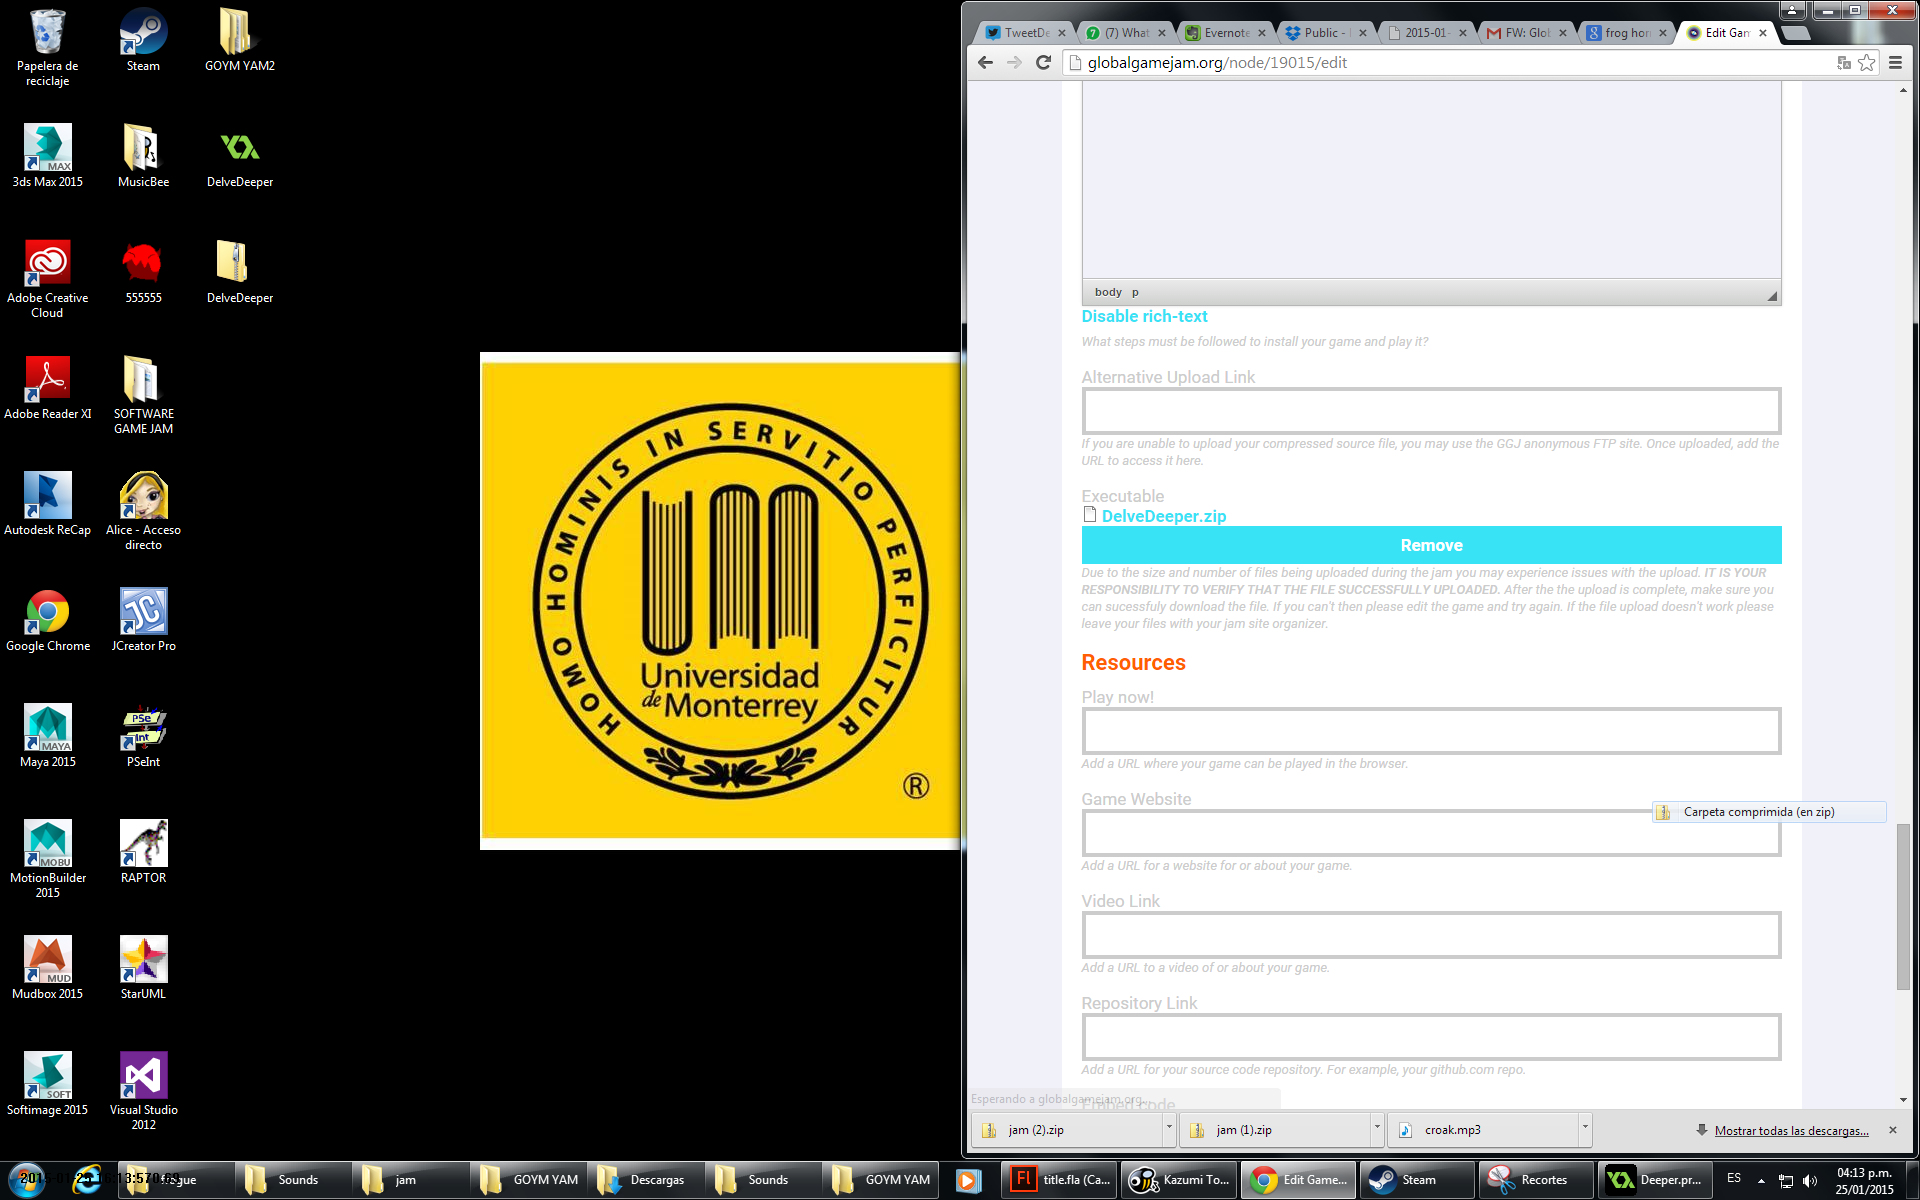 Papelera de
reciclaje
Steam
GOYM YAM2
3ds Max 2015
MAX
MusicBee
DelveDeeper
Adobe Creative
Cloud
555555
DelveDeeper
Adobe Reader XI
SOFTWARE
GAME JAM
Autodesk ReCap
Alice - Acceso
directo
Google Chrome
JC
JCreator Pro
MAYA
Maya 2015
PSe
Int
PSeInt
MOBU
MotionBuilder
2015
RAPTOR
MUD
Mudbox 2015
StarUML
SOFT
Softimage 2015
Visual Studio
2012
HOMO HOMINIS IN SERVITIO PERFICITUR
Universidad
de Monterrey
®
TweetDe
(7) What
Evernote
Public -
2015-01-
FW: Glob
frog hor
Edit Gam
globalgamejam.org/node/19015/edit
body p
Disable rich-text
What steps must be followed to install your game and play it?
Alternative Upload Link
If you are unable to upload your compressed source file, you may use the GGJ anonymous FTP site. Once uploaded, add the
URL to access it here.
Executable
DelveDeeper.zip
Remove
Due to the size and number of files being uploaded during the jam you may experience issues with the upload. IT IS YOUR
RESPONSIBILITY TO VERIFY THAT THE FILE SUCCESSFULLY UPLOADED. After the the upload is complete, make sure you
can sucessfuly download the file. If you can't then please edit the game and try again. If the file upload doesn't work please
leave your files with your jam site organizer.
Resources
Play now!
Add a URL where your game can be played in the browser.
Game Website
Carpeta comprimida (en zip)
Add a URL for a website for or about your game.
Video Link
Add a URL to a video of or about your game.
Repository Link
Add a URL for your source code repository. For example, your github.com repo.
Esperando a globalgamejam.org...
Embed code
jam (2).zip
jam (1).zip
croak.mp3
Mostrar todas las descargas...
Sounds
jam
GOYM YAM
Descargas
Sounds
GOYM YAM
Fl
title.fla (Ca...
Kazumi To...
Edit Game...
Steam
Recortes
Deeper.pr...
ES
04:13 p.m.
25/01/2015